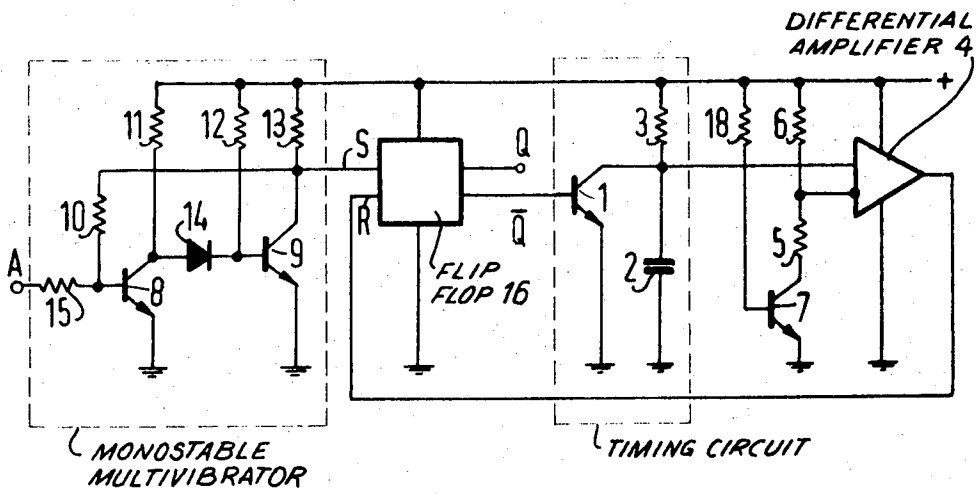 DIFFERENTIAL
AMPLIFIER 4
+
11
12
13
3
18
6
S
Q
10
R
1
14
Q̅
5
A
9
2
8
FLIP
FLOP 16
7
15
MONOSTABLE
MULTIVIBRATOR
TIMING CIRCUIT